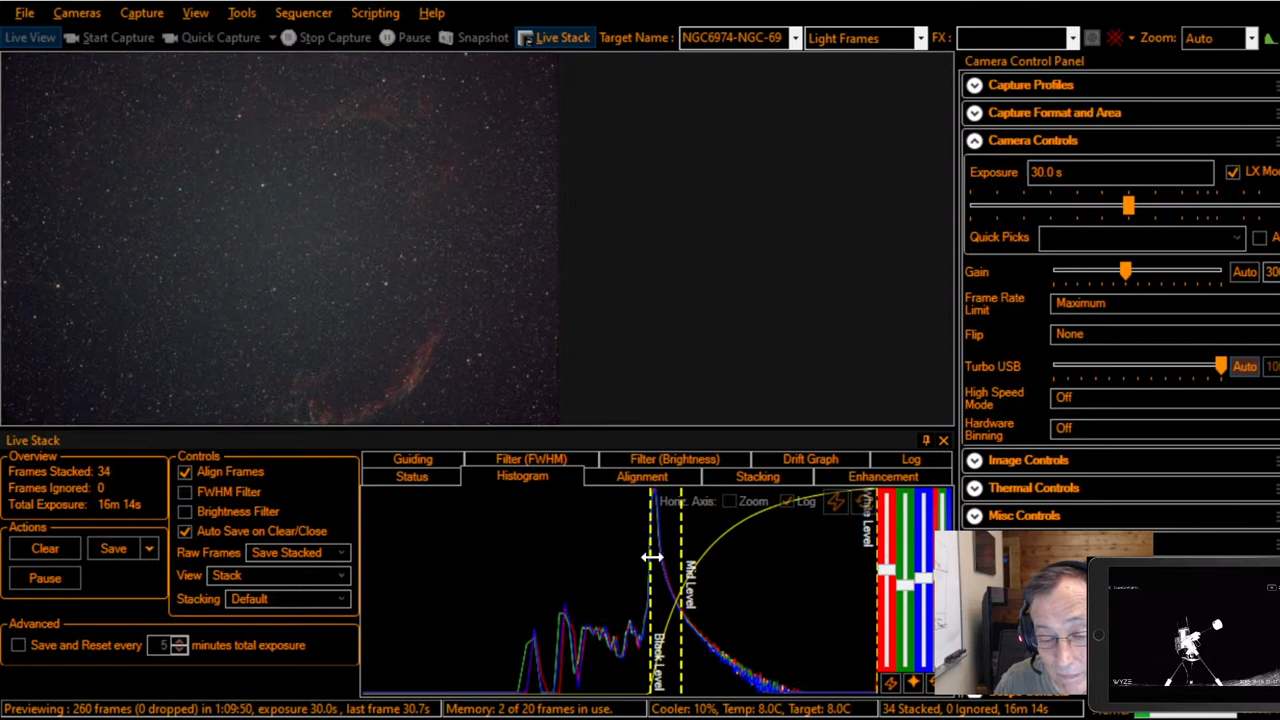 File Cameras Capture View Tools Sequencer Scripting Help
Live View Start Capture Quick Capture Stop Capture Pause Snapshot Live Stack Target Name : NGC6974-NGC-69 Light Frames FX : Zoom: Auto
Camera Control Panel
Capture Profiles
Capture Format and Area
Camera Controls
Exposure 30.0 s LX Mo
Quick Picks A
Gain Auto 30
Frame Rate Limit Maximum
Flip None
Turbo USB Auto 10
High Speed Mode Off
Hardware Binning Off
Image Controls
Thermal Controls
Misc Controls
Live Stack
Overview
Frames Stacked: 34
Frames Ignored: 0
Total Exposure: 16m 14s
Actions
Clear Save
Pause
Controls
Align Frames
FWHM Filter
Brightness Filter
Auto Save on Clear/Close
Raw Frames Save Stacked
View Stack
Stacking Default
Advanced
Save and Reset every 5 minutes total exposure
Guiding Filter (FWHM) Filter (Brightness) Drift Graph Log
Status Histogram Alignment Stacking Enhancement
Horiz. Axis: Zoom Log
Black Level
Mid Level
White Level
WYZE
Previewing : 260 frames (0 dropped) in 1:09:50, exposure 30.0s , last frame 30.7s Memory: 2 of 20 frames in use. Cooler: 10%, Temp: 8.0C, Target: 8.0C 34 Stacked, 0 Ignored, 16m 14s